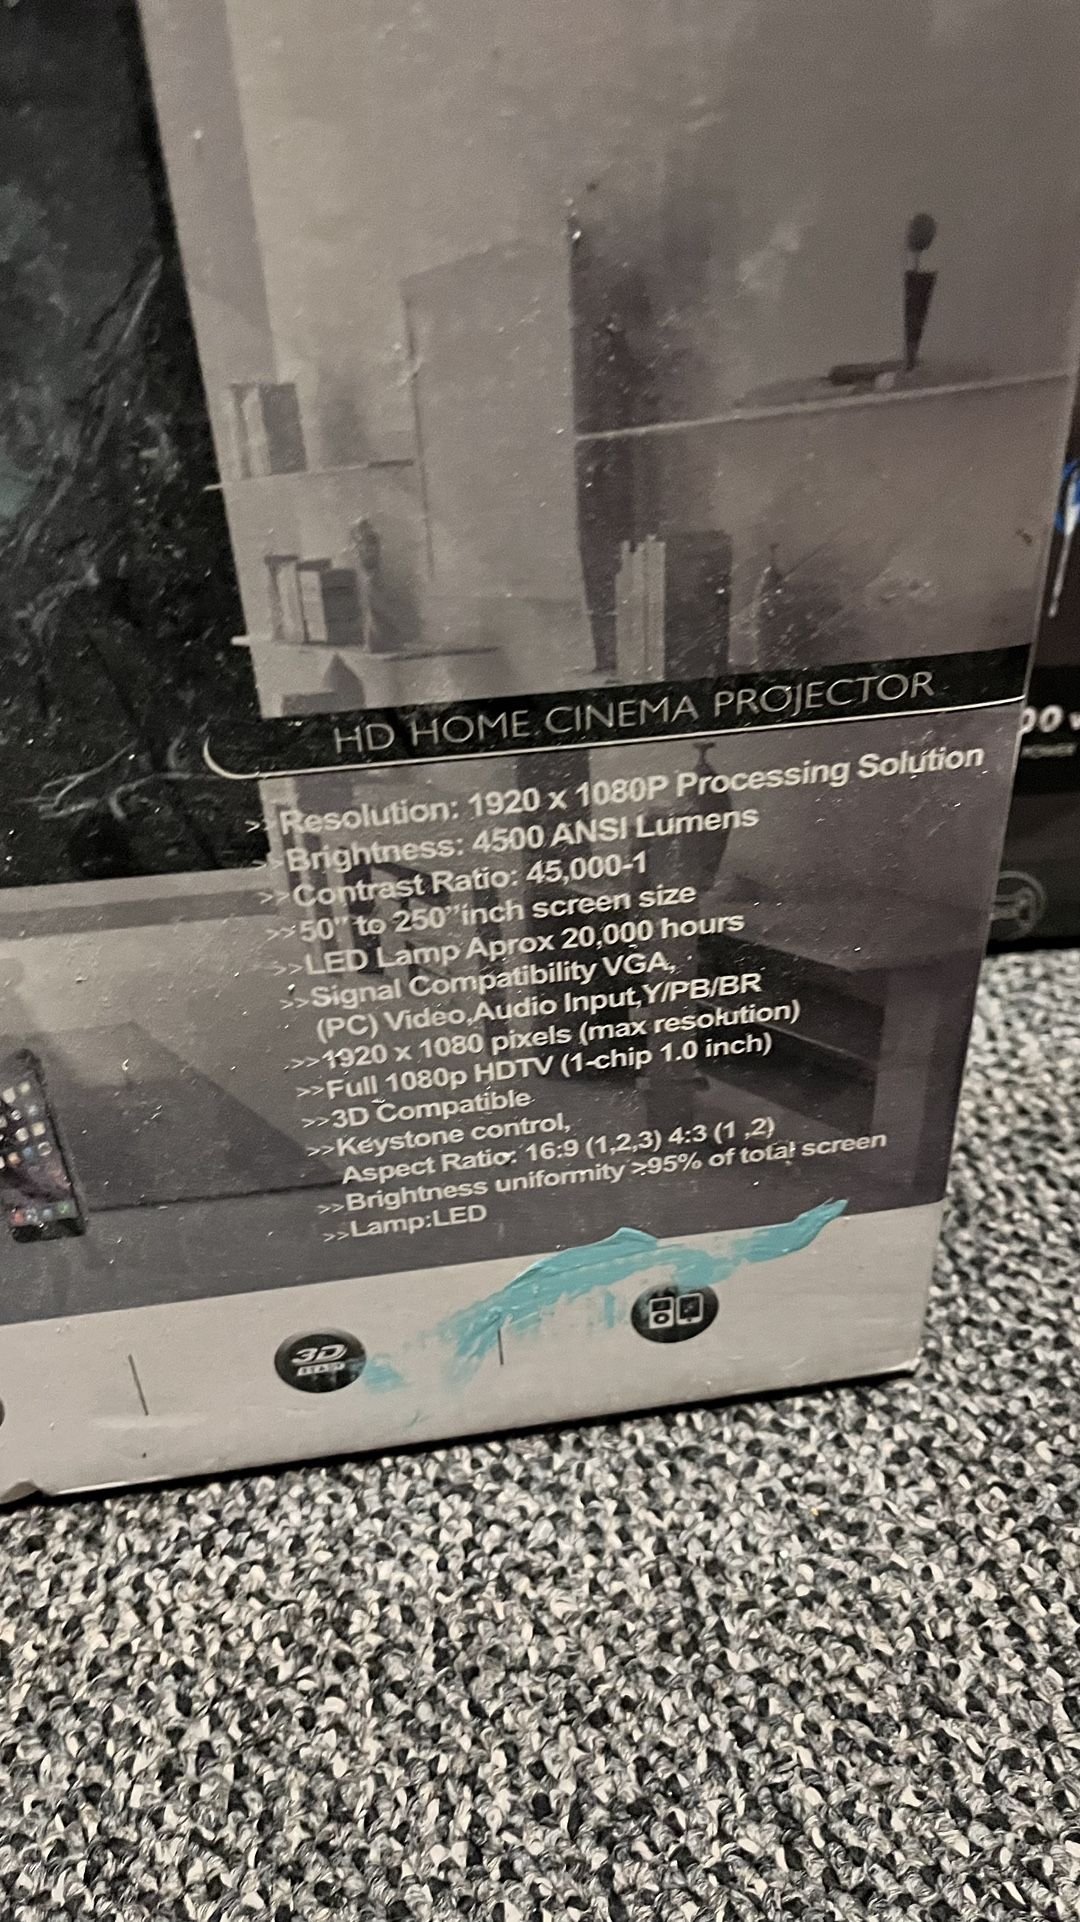 HD HOME CINEMA PROJECTOR
>>Resolution: 1920 x 1080P Processing Solution
>>Brightness: 4500 ANSI Lumens
>>Contrast Ratio: 45,000-1
>>50" to 250"inch screen size
>>LED Lamp Aprox 20,000 hours
>>Signal Compatibility VGA,
(PC) Video,Audio Input,Y/PB/BR
>>1920 x 1080 pixels (max resolution)
>>Full 1080p HDTV (1-chip 1.0 inch)
>>3D Compatible
>>Keystone control,
Aspect Ratio: 16:9 (1,2,3) 4:3 (1 ,2)
>>Brightness uniformity >95% of total screen
>>Lamp:LED
3D